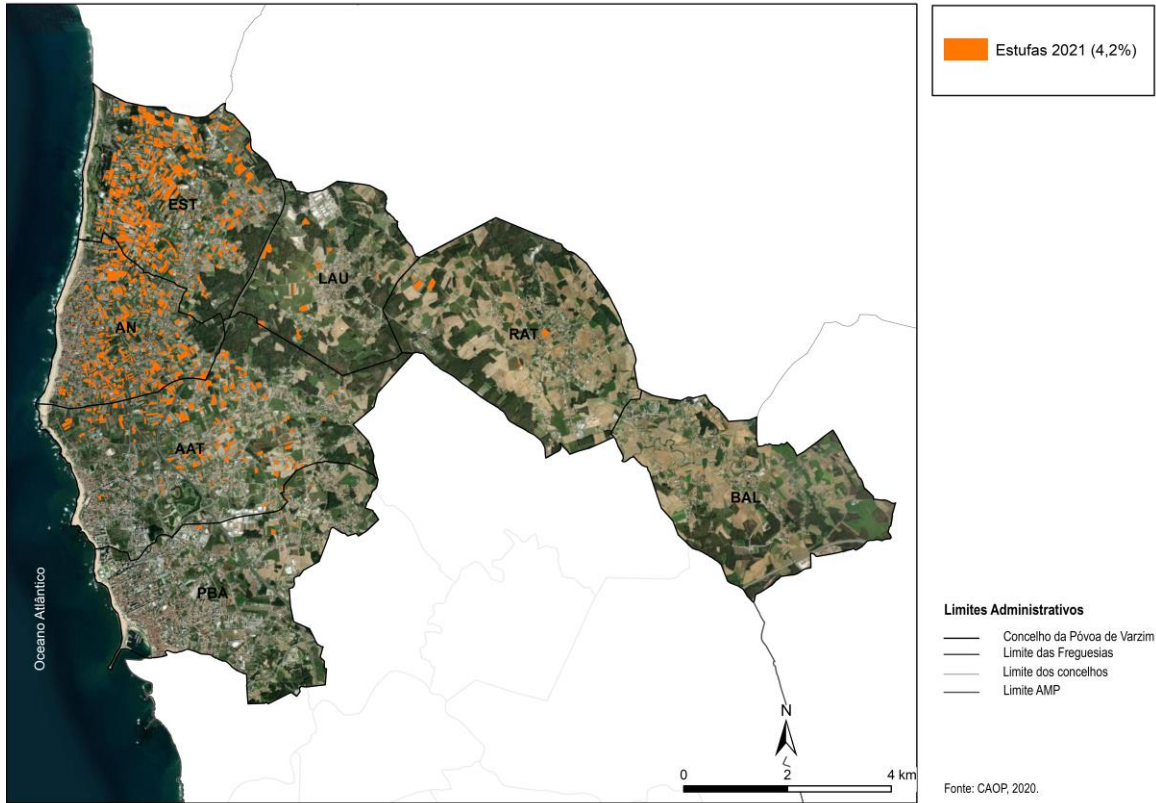 Estufas 2021 (4,2%)
EST
LAU
AN
RAT
AAT
BAL
PBA
Oceano Atlântico
Limites Administrativos
Concelho da Póvoa de Varzim
Limite das Freguesias
Limite dos concelhos
Limite AMP
N
0 2 4 km
Fonte: CAOP, 2020.